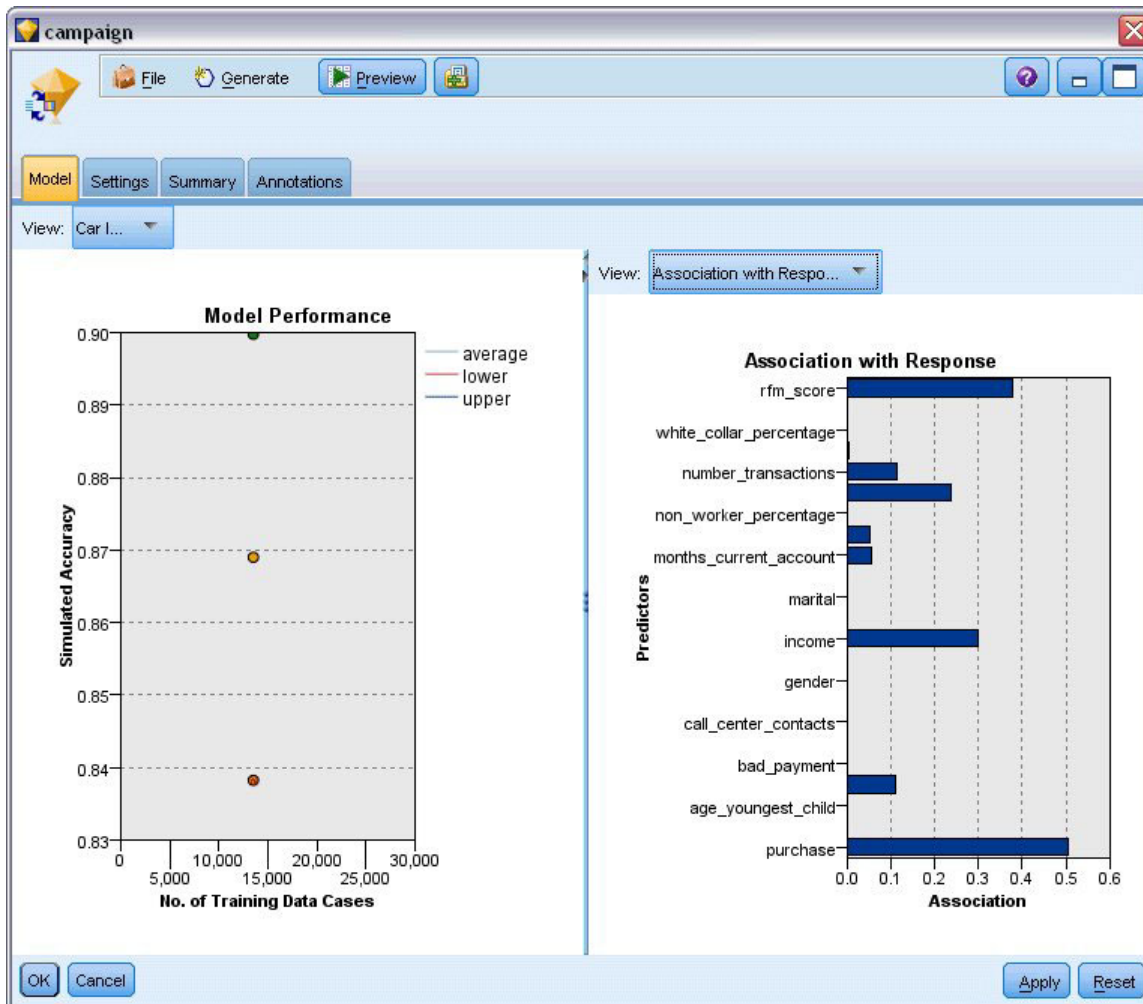 campaign
File Generate Preview
Model Settings Summary Annotations
View: Car l...
View: Association with Respo...
Model Performance
0.90
0.89
0.88
0.87
0.86
0.85
0.84
0.83
Simulated Accuracy
0 10,000 20,000 30,000
5,000 15,000 25,000
No. of Training Data Cases
average
lower
upper
Association with Response
rfm_score
white_collar_percentage
number_transactions
non_worker_percentage
months_current_account
marital
income
gender
call_center_contacts
bad_payment
age_youngest_child
purchase
Predictors
0.0 0.1 0.2 0.3 0.4 0.5 0.6
Association
OK Cancel Apply Reset